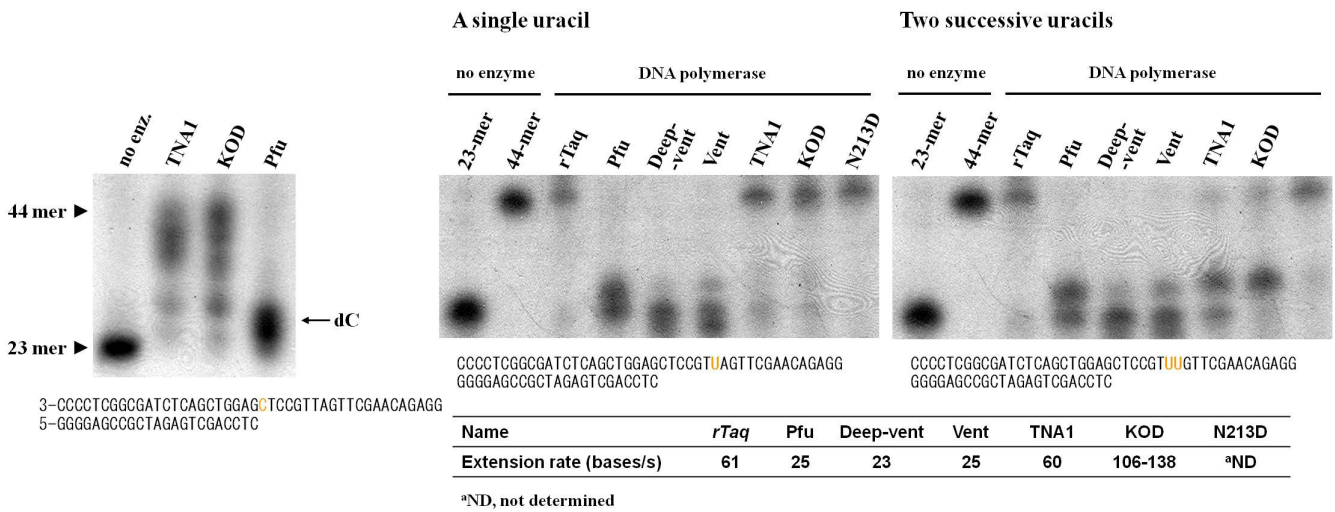 A single uracil
Two successive uracils
no enzyme
DNA polymerase
no enzyme
DNA polymerase
no enz.
TNA1
KOD
Pfu
23-mer
44-mer
rTaq
Pfu
Deep-
-vent
Vent
TNA1
KOD
N213D
23-mer
44-mer
rTaq
Pfu
Deep-
-vent
Vent
TNA1
KOD
44 mer ►
23 mer ►
← dC
3-CCCCTCGGCGATCTCAGCTGGAGCTCCGTTAGTTCGAACAGAGG
5-GGGGAGCCGCTAGAGTCGACCTC
CCCCTCGGCGATCTCAGCTGGAGCTCCGTUAGTTCGAACAGAGG
GGGGAGCCGCTAGAGTCGACCTC
CCCCTCGGCGATCTCAGCTGGAGCTCCGTUUGTTCGAACAGAGG
GGGGAGCCGCTAGAGTCGACCTC
Name rTaq Pfu Deep-vent Vent TNA1 KOD N213D
Extension rate (bases/s) 61 25 23 25 60 106-138 ᵃND
ᵃND, not determined